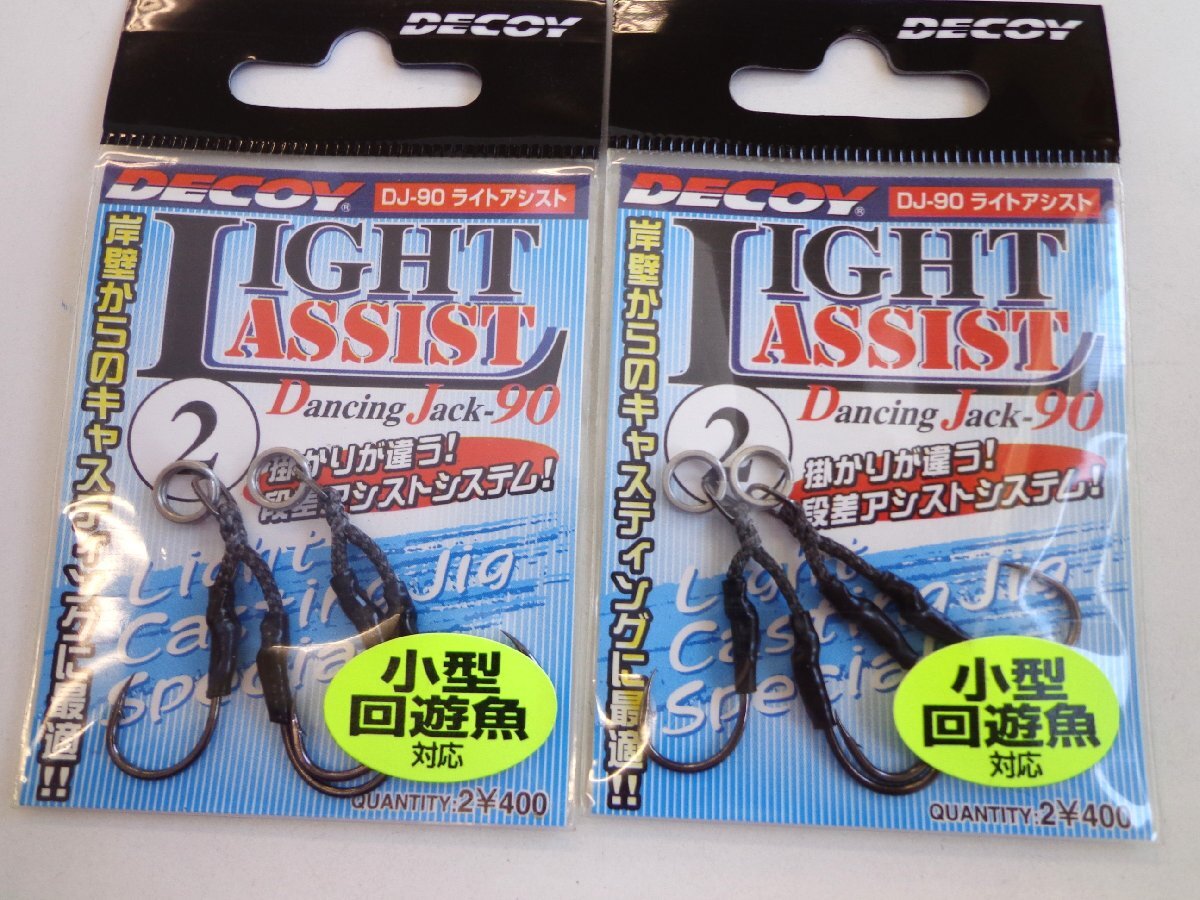 DECOY
DECOY® DJ-90 ライトアシスト
LIGHT
ASSIST
Dancing Jack-90
岸壁からのキャスティングに最適!!
2
掛かりが違う!
段差アシストシステム!
Light
Casting Jig
Special
小型
回遊魚
対応
QUANTITY:2 ¥400
DECOY
DECOY® DJ-90 ライトアシスト
LIGHT
ASSIST
Dancing Jack-90
岸壁からのキャスティングに最適!!
2
掛かりが違う!
段差アシストシステム!
Light
Casting Jig
Special
小型
回遊魚
対応
QUANTITY:2 ¥400